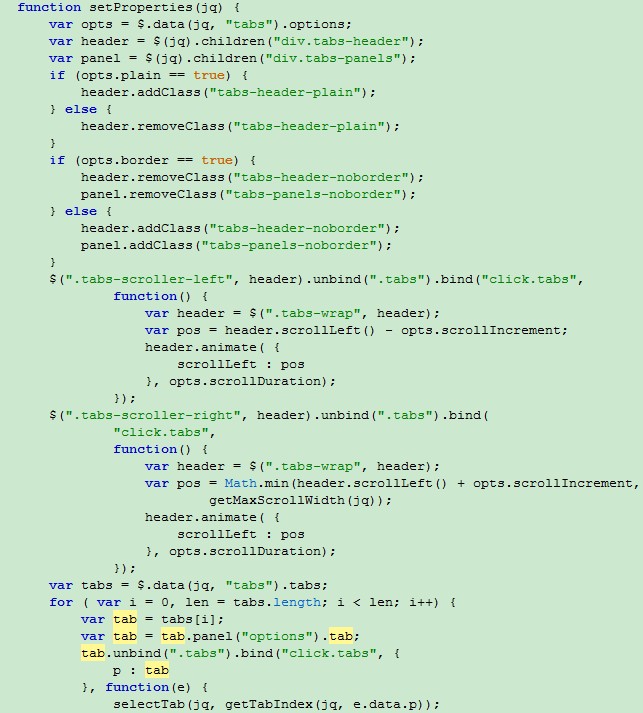 function setProperties(jq) {
var opts = $.data(jq, "tabs").options;
var header = $(jq).children("div.tabs-header");
var panel = $(jq).children("div.tabs-panels");
if (opts.plain == true) {
header.addClass("tabs-header-plain");
} else {
header.removeClass("tabs-header-plain");
}
if (opts.border == true) {
header.removeClass("tabs-header-noborder");
panel.removeClass("tabs-panels-noborder");
} else {
header.addClass("tabs-header-noborder");
panel.addClass("tabs-panels-noborder");
}
$(".tabs-scroller-left", header).unbind(".tabs").bind("click.tabs",
function() {
var header = $(".tabs-wrap", header);
var pos = header.scrollLeft() - opts.scrollIncrement;
header.animate( {
scrollLeft : pos
}, opts.scrollDuration);
});
$(".tabs-scroller-right", header).unbind(".tabs").bind(
"click.tabs",
function() {
var header = $(".tabs-wrap", header);
var pos = Math.min(header.scrollLeft() + opts.scrollIncrement,
getMaxScrollWidth(jq));
header.animate( {
scrollLeft : pos
}, opts.scrollDuration);
});
var tabs = $.data(jq, "tabs").tabs;
for ( var i = 0, len = tabs.length; i < len; i++) {
var tab = tabs[i];
var tab = tab.panel("options").tab;
tab.unbind(".tabs").bind("click.tabs", {
p : tab
}, function(e) {
selectTab(jq, getTabIndex(jq, e.data.p));